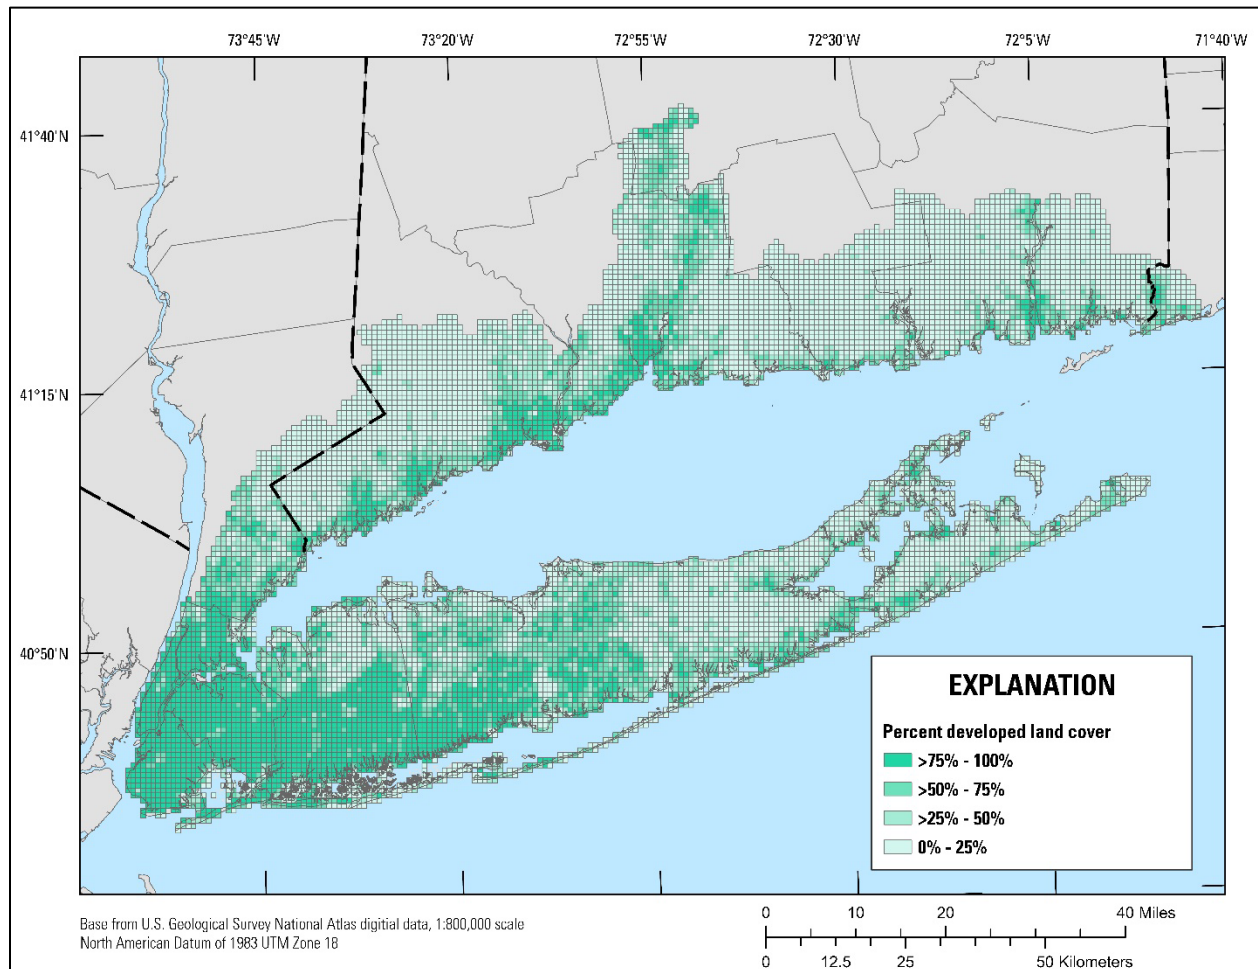 73°45'W 73°20'W 72°55'W 72°30'W 72°5'W 71°40'W
41°40'N
41°15'N
40°50'N
EXPLANATION
Percent developed land cover
>75% - 100%
>50% - 75%
>25% - 50%
0% - 25%
Base from U.S. Geological Survey National Atlas digitial data, 1:800,000 scale
North American Datum of 1983 UTM Zone 18
0 10 20 40 Miles
0 12.5 25 50 Kilometers